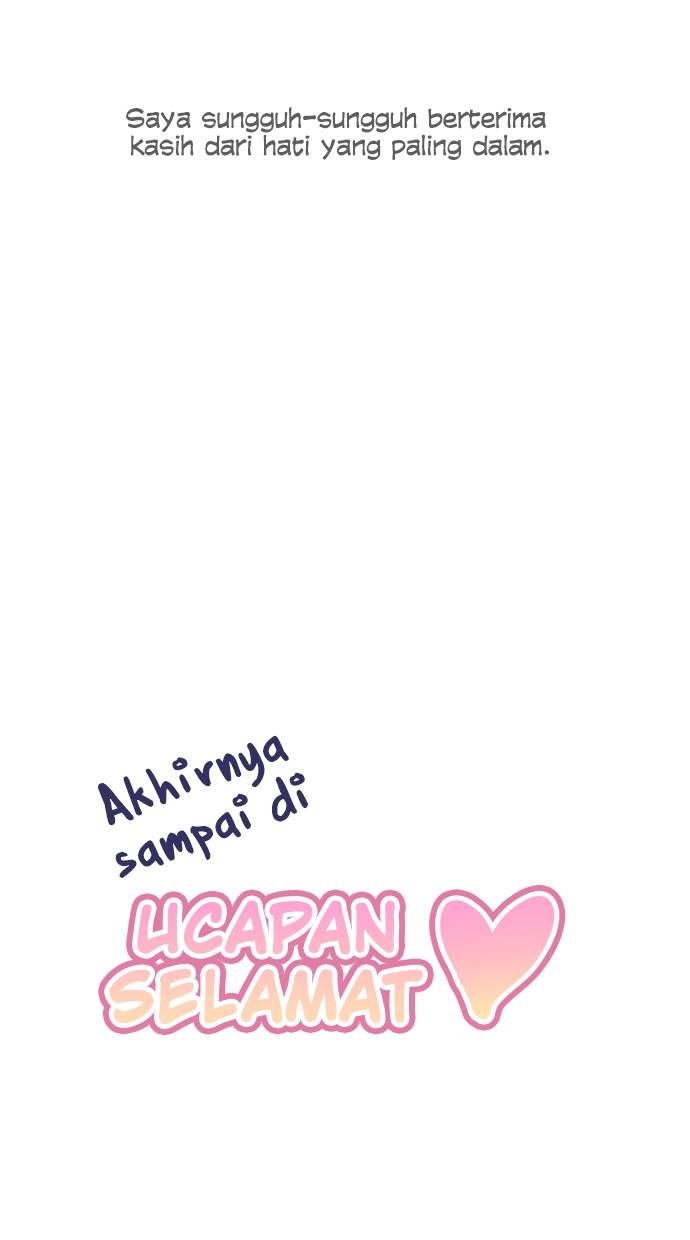 Saya sungguh-sungguh berterima
kasih dari hati yang paling dalam.
Akhirnya
sampai di
UCAPAN
SELAMAT